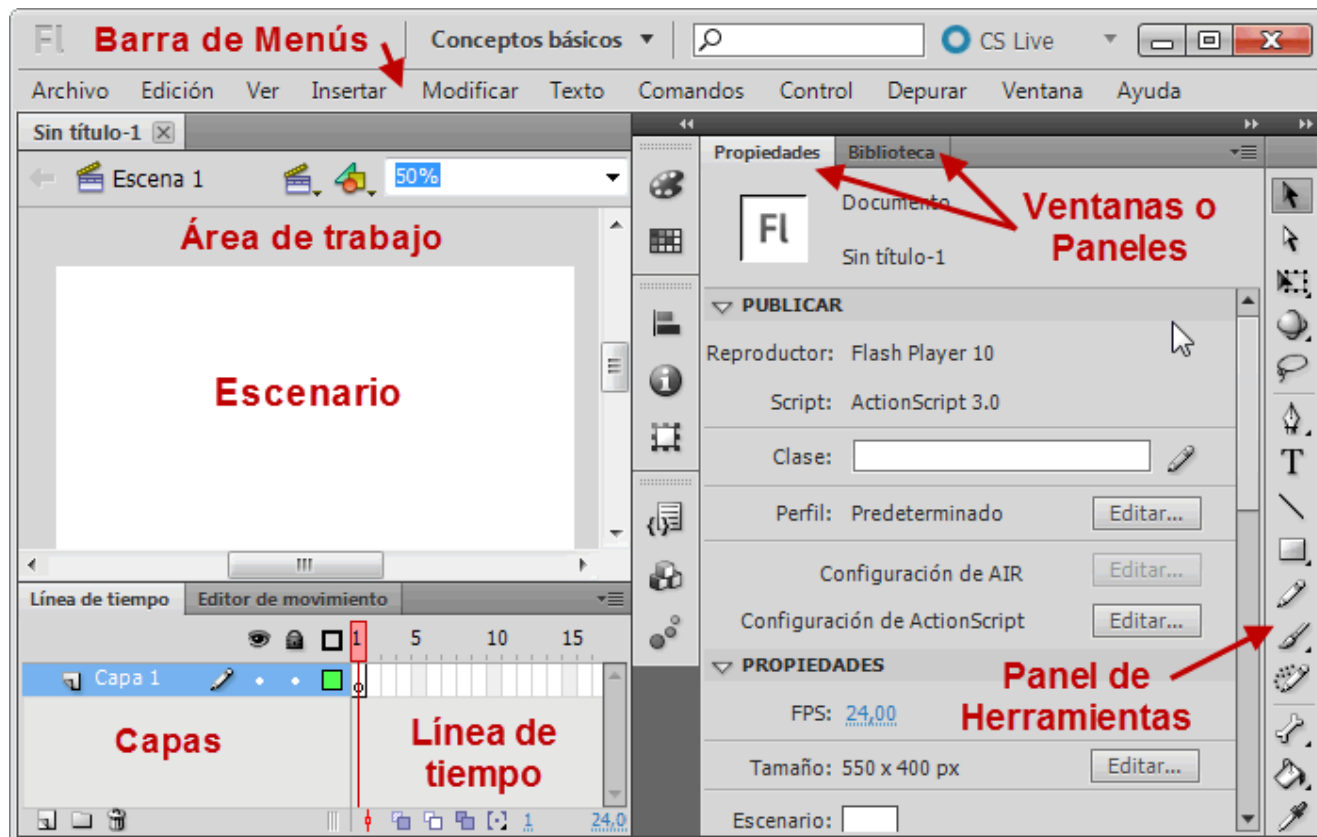 Fl Barra de Menús Conceptos básicos CS Live
Archivo Edición Ver Insertar Modificar Texto Comandos Control Depurar Ventana Ayuda
Sin título-1
Escena 1 50%
Área de trabajo
Escenario
Línea de tiempo Editor de movimiento
1 5 10 15
Capa 1
Capas
Línea de
tiempo
1 24,0
Propiedades Biblioteca
Fl
Documento
Sin título-1
Ventanas o
Paneles
PUBLICAR
Reproductor: Flash Player 10
Script: ActionScript 3.0
Clase:
Perfil: Predeterminado Editar...
Configuración de AIR Editar...
Configuración de ActionScript Editar...
PROPIEDADES
FPS: 24,00
Tamaño: 550 x 400 px Editar...
Escenario:
Panel de
Herramientas
T